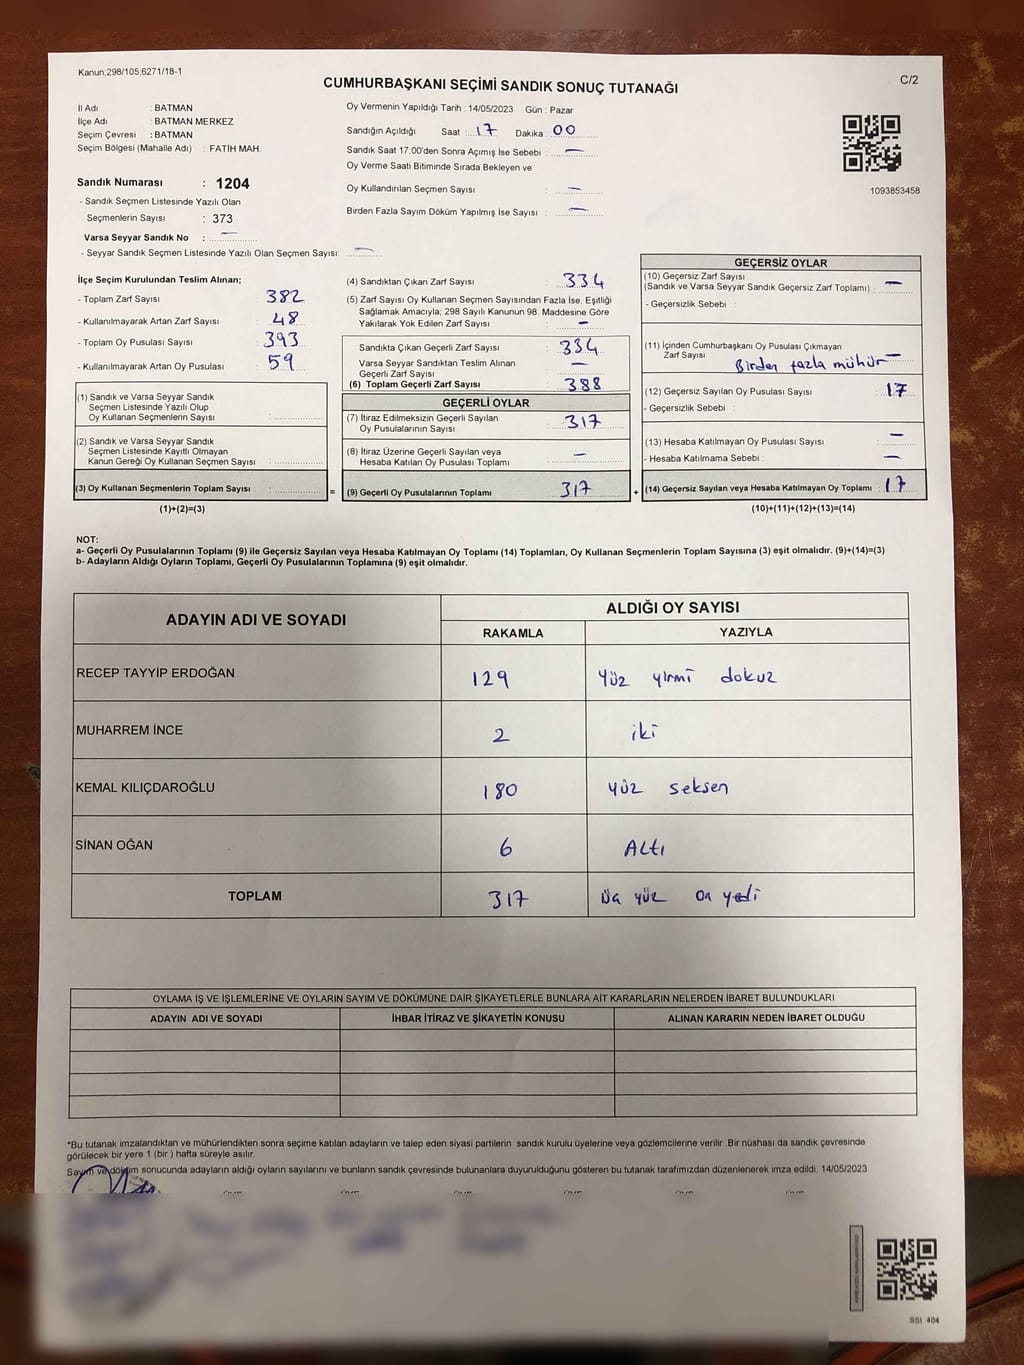 Kanun;298/105;6271/18-1
CUMHURBAŞKANI SEÇİMİ SANDIK SONUÇ TUTANAĞI
C/2
İl Adı : BATMAN
İlçe Adı : BATMAN MERKEZ
Seçim Çevresi : BATMAN
Seçim Bölgesi (Mahalle Adı) : FATİH MAH.
Oy Vermenin Yapıldığı Tarih : 14/05/2023 Gün : Pazar
Sandığın Açıldığı Saat : 17 Dakika : 00
Sandık Saat 17:00'den Sonra Açımış İse Sebebi : —
Oy Verme Saati Bitiminde Sırada Bekleyen ve
Oy Kullandırılan Seçmen Sayısı : —
Birden Fazla Sayım Döküm Yapılmış İse Sayısı : —
1093853458
Sandık Numarası : 1204
- Sandık Seçmen Listesinde Yazılı Olan
Seçmenlerin Sayısı : 373
Varsa Seyyar Sandık No : —
- Seyyar Sandık Seçmen Listesinde Yazılı Olan Seçmen Sayısı: —
İlçe Seçim Kurulundan Teslim Alınan;
- Toplam Zarf Sayısı : 382
- Kullanılmayarak Artan Zarf Sayısı : 48
- Toplam Oy Pusulası Sayısı : 393
- Kullanılmayarak Artan Oy Pusulası : 59
(1) Sandık ve Varsa Seyyar Sandık
Seçmen Listesinde Yazılı Olup
Oy Kullanan Seçmenlerin Sayısı :
(2) Sandık ve Varsa Seyyar Sandık
Seçmen Listesinde Kayıtlı Olmayan
Kanun Gereği Oy Kullanan Seçmen Sayısı :
(3) Oy Kullanan Seçmenlerin Toplam Sayısı :
(1)+(2)=(3)
(4) Sandıktan Çıkan Zarf Sayısı : 334
(5) Zarf Sayısı Oy Kullanan Seçmen Sayısından Fazla İse, Eşitliği
Sağlamak Amacıyla; 298 Sayılı Kanunun 98. Maddesine Göre
Yakılarak Yok Edilen Zarf Sayısı : —
Sandıkta Çıkan Geçerli Zarf Sayısı : 334
Varsa Seyyar Sandıktan Teslim Alınan
Geçerli Zarf Sayısı : —
(6) Toplam Geçerli Zarf Sayısı : 388
GEÇERLİ OYLAR
(7) İtiraz Edilmeksizin Geçerli Sayılan
Oy Pusulalarının Sayısı : 317
(8) İtiraz Üzerine Geçerli Sayılan veya
Hesaba Katılan Oy Pusulası Toplamı : —
= (9) Geçerli Oy Pusulalarının Toplamı : 317
GEÇERSİZ OYLAR
(10) Geçersiz Zarf Sayısı
(Sandık ve Varsa Seyyar Sandık Geçersiz Zarf Toplamı) : —
- Geçersizlik Sebebi :
(11) İçinden Cumhurbaşkanı Oy Pusulası Çıkmayan
Zarf Sayısı : —
Birden fazla mühür
(12) Geçersiz Sayılan Oy Pusulası Sayısı : 17
- Geçersizlik Sebebi :
(13) Hesaba Katılmayan Oy Pusulası Sayısı : —
- Hesaba Katılmama Sebebi : —
+ (14) Geçersiz Sayılan veya Hesaba Katılmayan Oy Toplamı : 17
(10)+(11)+(12)+(13)=(14)
NOT:
a- Geçerli Oy Pusulalarının Toplamı (9) ile Geçersiz Sayılan veya Hesaba Katılmayan Oy Toplamı (14) Toplamları, Oy Kullanan Seçmenlerin Toplam Sayısına (3) eşit olmalıdır. (9)+(14)=(3)
b- Adayların Aldığı Oyların Toplamı, Geçerli Oy Pusulalarının Toplamına (9) eşit olmalıdır.
ADAYIN ADI VE SOYADI
ALDIĞI OY SAYISI
RAKAMLA YAZIYLA
RECEP TAYYİP ERDOĞAN 129 Yüz yirmi dokuz
MUHARREM İNCE 2 iki
KEMAL KILIÇDAROĞLU 180 yüz seksen
SİNAN OĞAN 6 Altı
TOPLAM 317 Üç yüz on yedi
OYLAMA İŞ VE İŞLEMLERİNE VE OYLARIN SAYIM VE DÖKÜMÜNE DAİR ŞİKAYETLERLE BUNLARA AİT KARARLARIN NELERDEN İBARET BULUNDUKLARI
ADAYIN ADI VE SOYADI İHBAR İTİRAZ VE ŞİKAYETİN KONUSU ALINAN KARARIN NEDEN İBARET OLDUĞU
*Bu tutanak imzalandıktan ve mühürlendikten sonra seçime katılan adayların ve talep eden siyasi partilerin sandık kurulu üyelerine veya gözlemcilerine verilir .Bir nüshası da sandık çevresinde
görülecek bir yere 1 (bir ) hafta süreyle asılır.
Sayım ve döküm sonucunda adayların aldığı oyların sayılarını ve bunların sandık çevresinde bulunanlara duyurulduğunu gösteren bu tutanak tarafımızdan düzenlenerek imza edildi. 14/05/2023
SSI 404